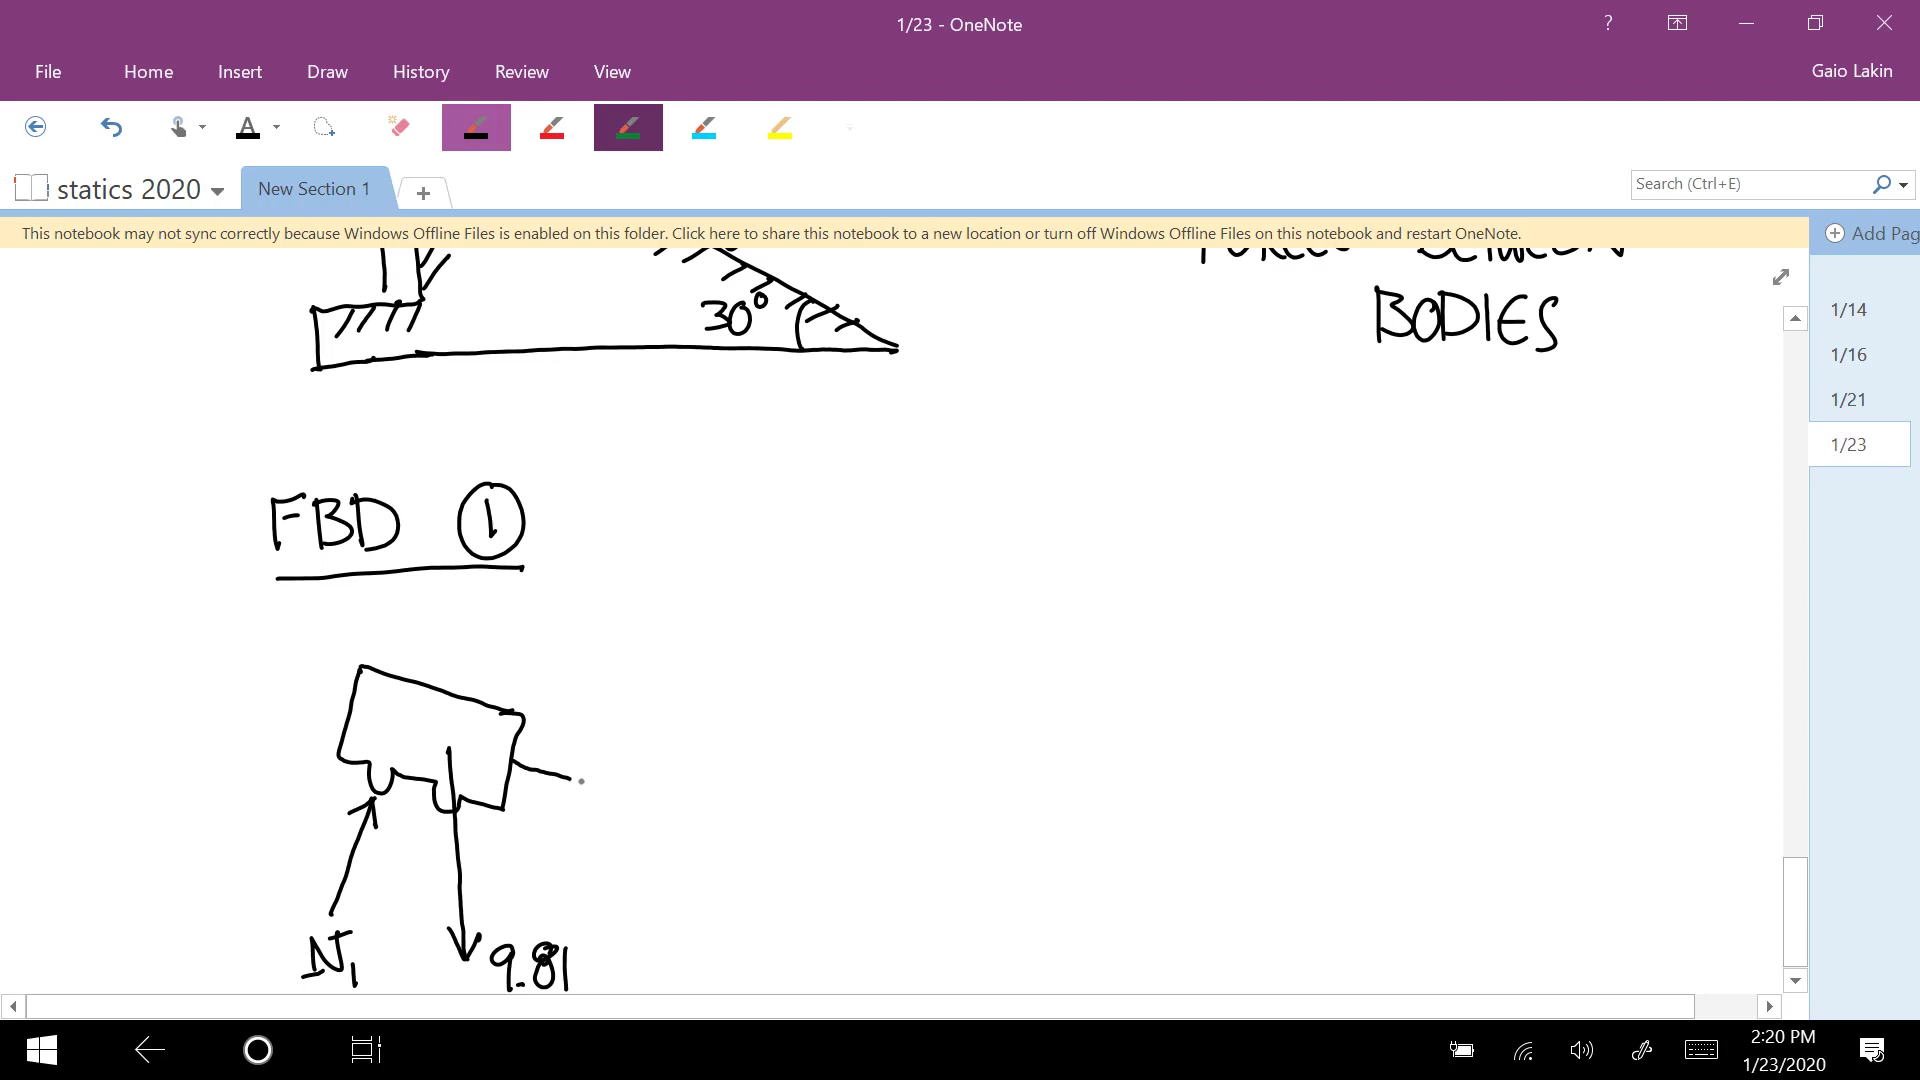 1/23 - OneNote
?
File Home Insert Draw History Review View
Gaio Lakin
A
statics 2020
New Section 1
+
Search (Ctrl+E)
This notebook may not sync correctly because Windows Offline Files is enabled on this folder. Click here to share this notebook to a new location or turn off Windows Offline Files on this notebook and restart OneNote.
Add Pag
1/14
1/16
1/21
1/23
BODIES
30°
FBD ①
N₁
9.81
2:20 PM
1/23/2020